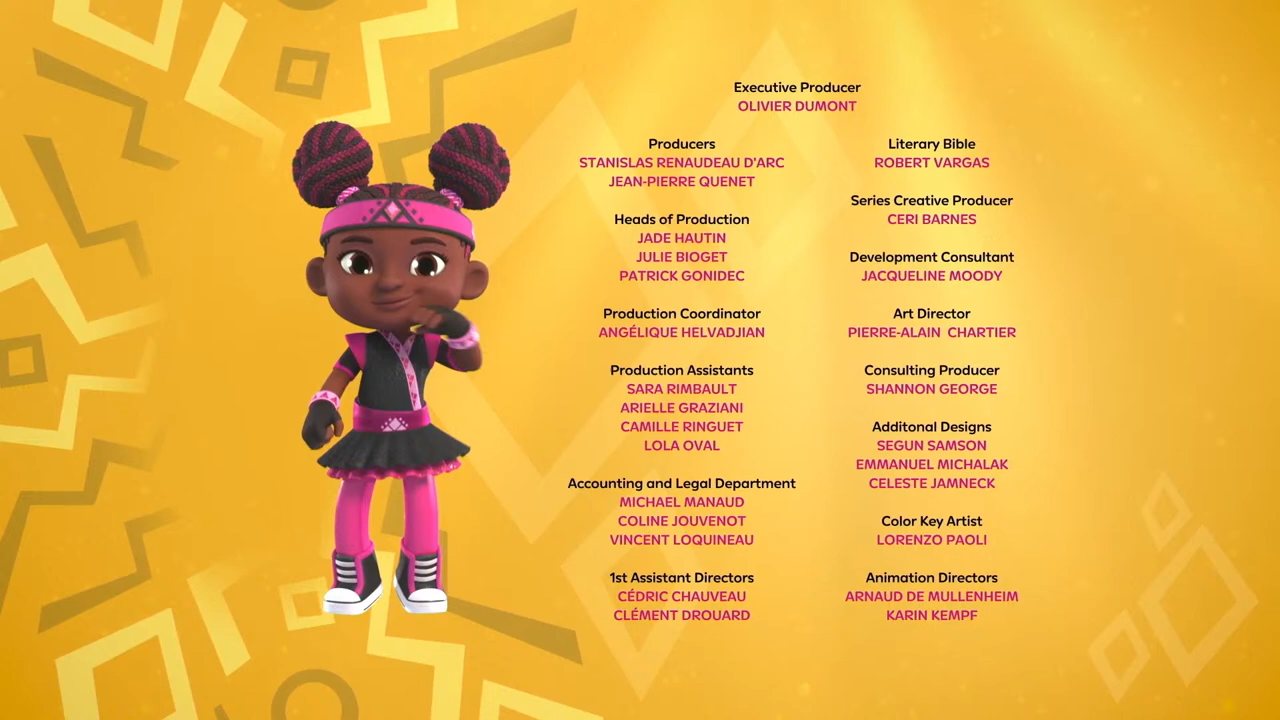 Executive Producer
OLIVIER DUMONT
Producers
STANISLAS RENAUDEAU D'ARC
JEAN-PIERRE QUENET
Heads of Production
JADE HAUTIN
JULIE BIOGET
PATRICK GONIDEC
Production Coordinator
ANGÉLIQUE HELVADJIAN
Production Assistants
SARA RIMBAULT
ARIELLE GRAZIANI
CAMILLE RINGUET
LOLA OVAL
Accounting and Legal Department
MICHAEL MANAUD
COLINE JOUVENOT
VINCENT LOQUINEAU
1st Assistant Directors
CÉDRIC CHAUVEAU
CLÉMENT DROUARD
Literary Bible
ROBERT VARGAS
Series Creative Producer
CERI BARNES
Development Consultant
JACQUELINE MOODY
Art Director
PIERRE-ALAIN  CHARTIER
Consulting Producer
SHANNON GEORGE
Additonal Designs
SEGUN SAMSON
EMMANUEL MICHALAK
CELESTE JAMNECK
Color Key Artist
LORENZO PAOLI
Animation Directors
ARNAUD DE MULLENHEIM
KARIN KEMPF